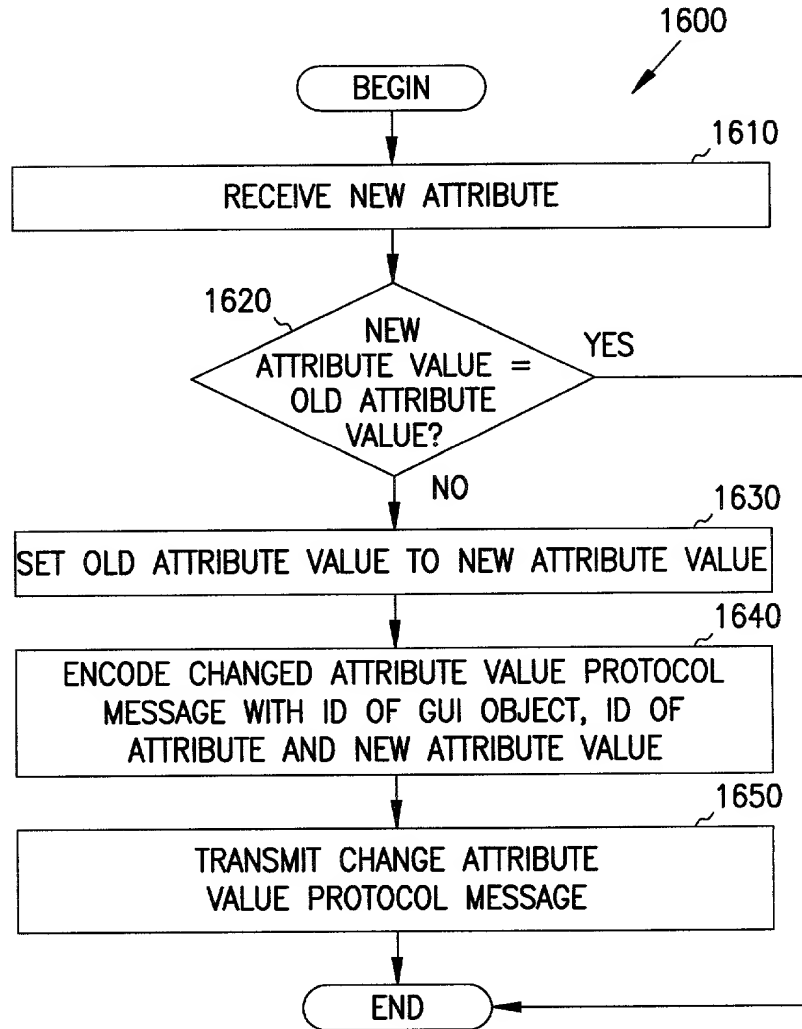 1600
BEGIN
1610
RECEIVE NEW ATTRIBUTE
1620
NEW
ATTRIBUTE VALUE =
OLD ATTRIBUTE
VALUE?
YES
NO
1630
SET OLD ATTRIBUTE VALUE TO NEW ATTRIBUTE VALUE
1640
ENCODE CHANGED ATTRIBUTE VALUE PROTOCOL
MESSAGE WITH ID OF GUI OBJECT, ID OF
ATTRIBUTE AND NEW ATTRIBUTE VALUE
1650
TRANSMIT CHANGE ATTRIBUTE
VALUE PROTOCOL MESSAGE
END